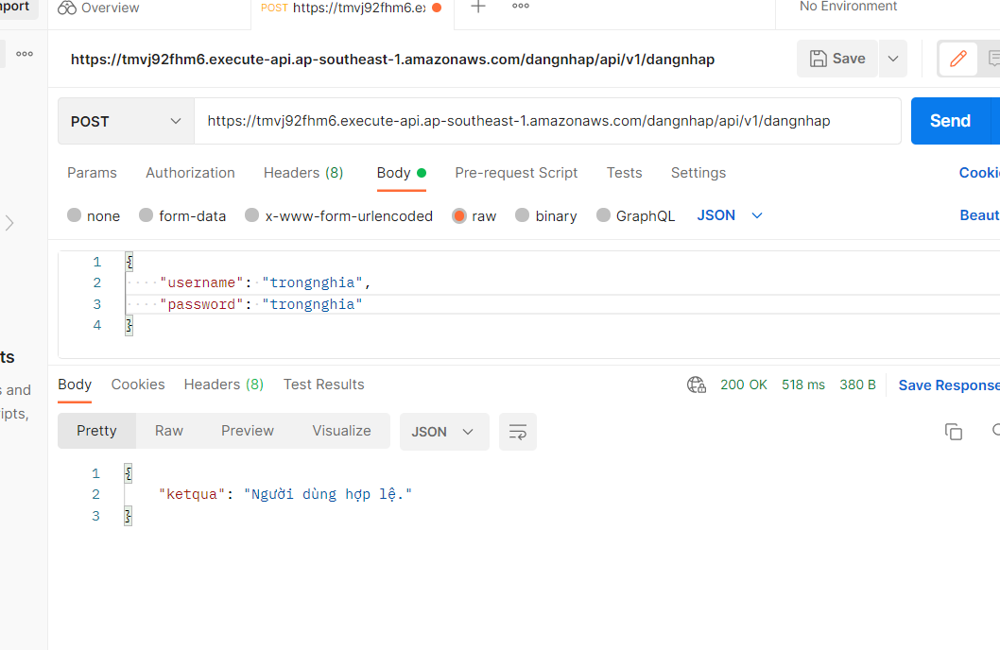 mport
Overview
POST https://tmvj92fhm6.e
No Environment
https://tmvj92fhm6.execute-api.ap-southeast-1.amazonaws.com/dangnhap/api/v1/dangnhap
Save
POST
https://tmvj92fhm6.execute-api.ap-southeast-1.amazonaws.com/dangnhap/api/v1/dangnhap
Send
Params Authorization Headers (8) Body Pre-request Script Tests Settings Cookie
none form-data x-www-form-urlencoded raw binary GraphQL JSON Beaut
1 {
2 "username": "trongnghia",
3 "password": "trongnghia"
4 }
ts
s and
ipts,
Body Cookies Headers (8) Test Results 200 OK 518 ms 380 B Save Response
Pretty Raw Preview Visualize JSON
1 {
2 "ketqua": "Người dùng hợp lệ."
3 }